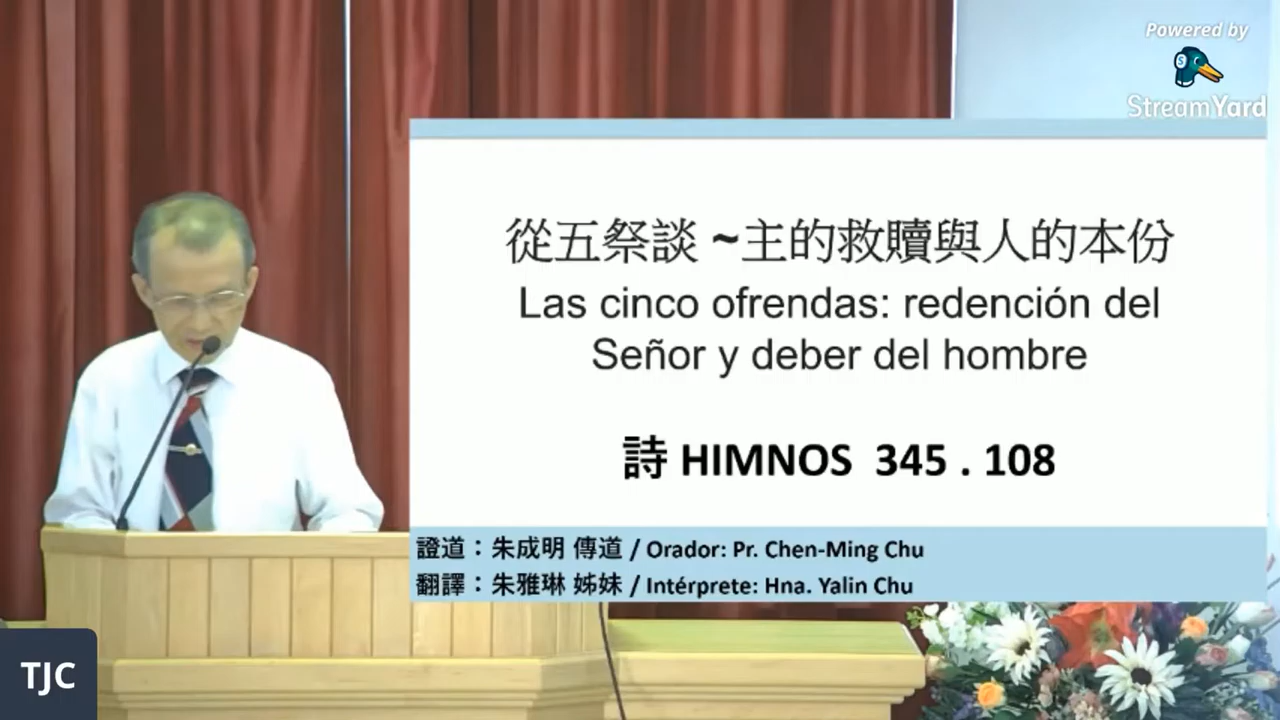 Powered by
StreamYard
從五祭談 ~主的救贖與人的本份
Las cinco ofrendas: redención del
Señor y deber del hombre
詩 HIMNOS 345 . 108
證道：朱成明 傳道 / Orador: Pr. Chen-Ming Chu
翻譯：朱雅琳 姊妹 / Intérprete: Hna. Yalin Chu
TJC